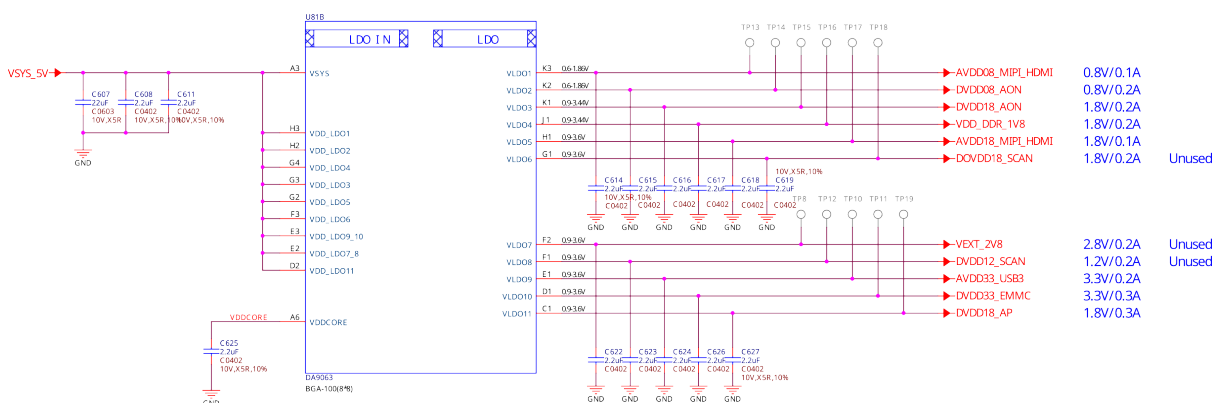 U81B
LDO IN
LDO
TP13
TP14
TP15
TP16
TP17
TP18
VSYS_5V
A3
VSYS
VLDO1
K3
0.6-1.86V
AVDD08_MIPI_HDMI
0.8V/0.1A
VLDO2
K2
0.6-1.86V
DVDD08_AON
0.8V/0.2A
VLDO3
K1
0.9-3.44V
DVDD18_AON
1.8V/0.2A
VLDO4
J1
0.9-3.44V
VDD_DDR_1V8
1.8V/0.2A
VLDO5
H1
0.9-3.6V
AVDD18_MIPI_HDMI
1.8V/0.1A
VLDO6
G1
0.9-3.6V
DOVDD18_SCAN
1.8V/0.2A
Unused
C607
22uF
C0603
10V,X5R
C608
2.2uF
C0402
10V,X5R,10%
C611
2.2uF
C0402
10V,X5R,10%
GND
H3
VDD_LDO1
H2
VDD_LDO2
G4
VDD_LDO4
G3
VDD_LDO3
G2
VDD_LDO5
F3
VDD_LDO6
E3
VDD_LDO9_10
E2
VDD_LDO7_8
D2
VDD_LDO11
C614
2.2uF
10V,X5R,10%
C0402
C615
2.2uF
C0402
C616
2.2uF
C0402
C617
2.2uF
C0402
C618
2.2uF
C0402
10V,X5R,10%
C619
2.2uF
C0402
GND
GND
GND
GND
GND
GND
TP8
TP12
TP10
TP11
TP19
VLDO7
F2
0.9-3.6V
VEXT_2V8
2.8V/0.2A
Unused
VLDO8
F1
0.9-3.6V
DVDD12_SCAN
1.2V/0.2A
Unused
VLDO9
E1
0.9-3.6V
AVDD33_USB3
3.3V/0.2A
VLDO10
D1
0.9-3.6V
DVDD33_EMMC
3.3V/0.3A
VLDO11
C1
0.9-3.6V
DVDD18_AP
1.8V/0.3A
VDDCORE
A6
VDDCORE
C625
2.2uF
C0402
10V,X5R,10%
GND
C622
2.2uF
C0402
C623
2.2uF
C0402
C624
2.2uF
C0402
C626
2.2uF
C0402
C627
2.2uF
C0402
10V,X5R,10%
GND
GND
GND
GND
GND
DA9063
BGA-100(8*8)